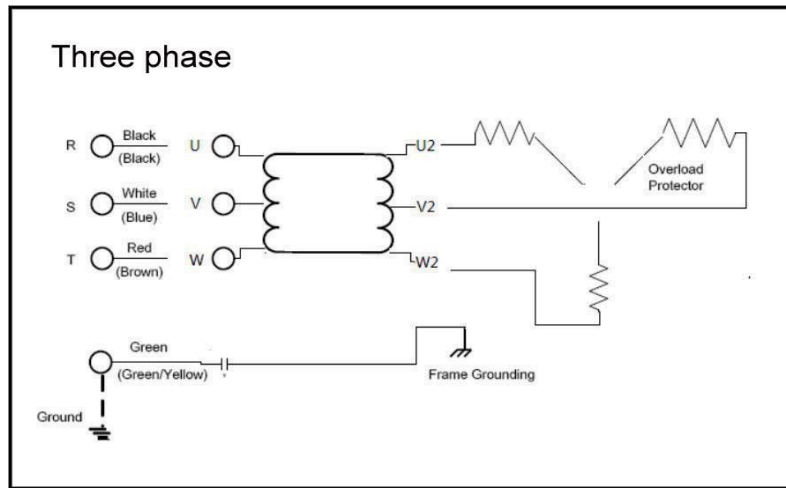 Three phase
R Black U U2
(Black)
Overload
Protector
S White V V2
(Blue)
T Red W W2
(Brown)
Green
(Green/Yellow)
Frame Grounding
Ground